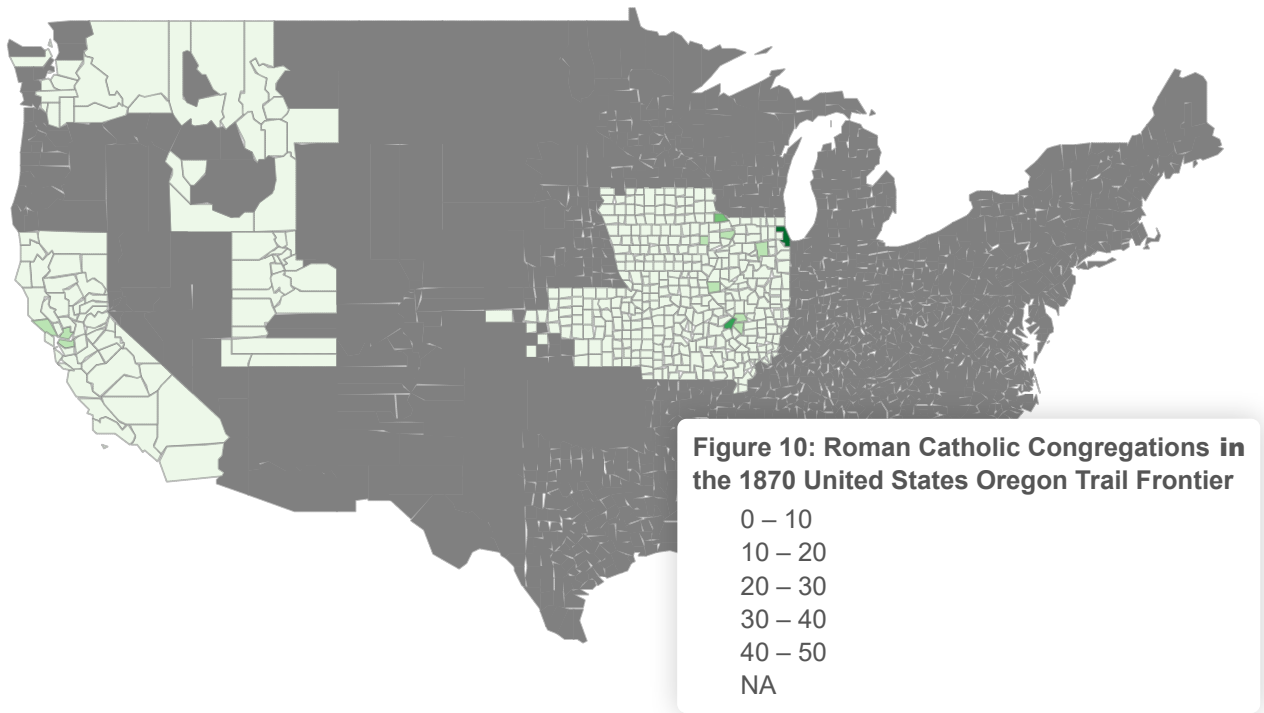 Figure 10: Roman Catholic Congregations in
the 1870 United States Oregon Trail Frontier
0 – 10
10 – 20
20 – 30
30 – 40
40 – 50
NA